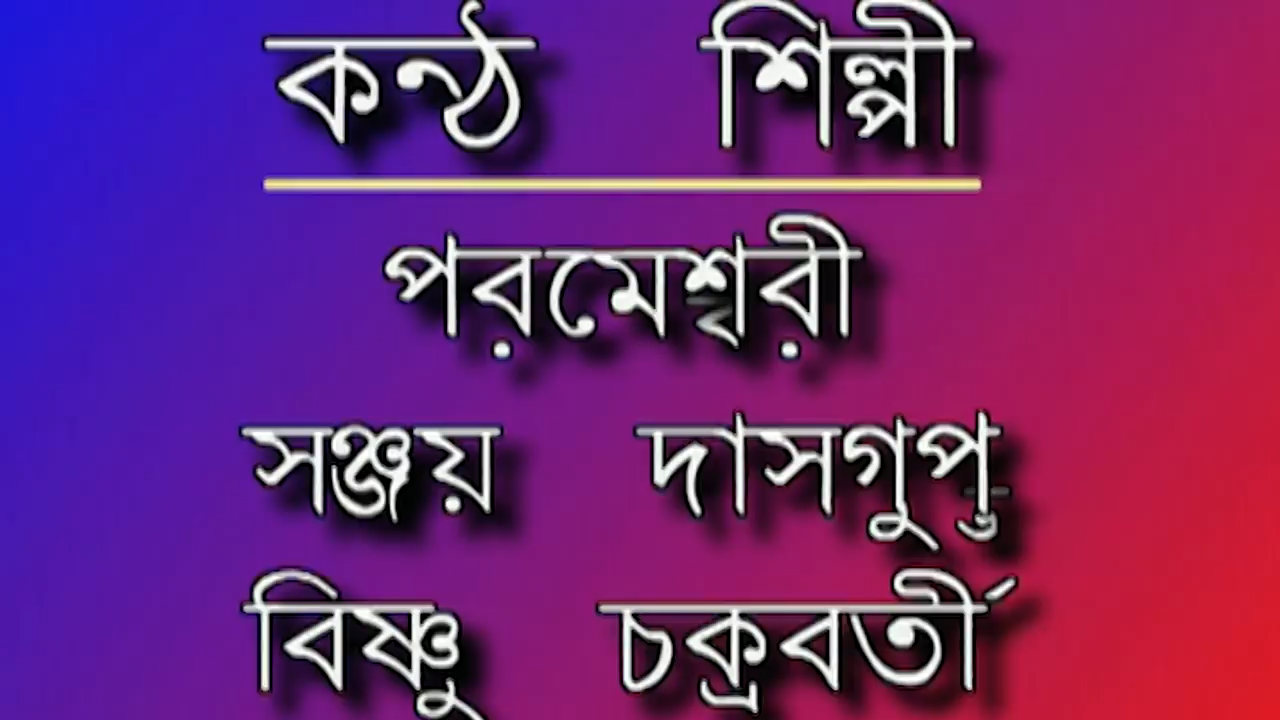 কন্ঠ শিল্পী
পরমেশ্বরী
সঞ্জয় দাসগুপ্ত
বিষ্ণু চক্রবর্তী